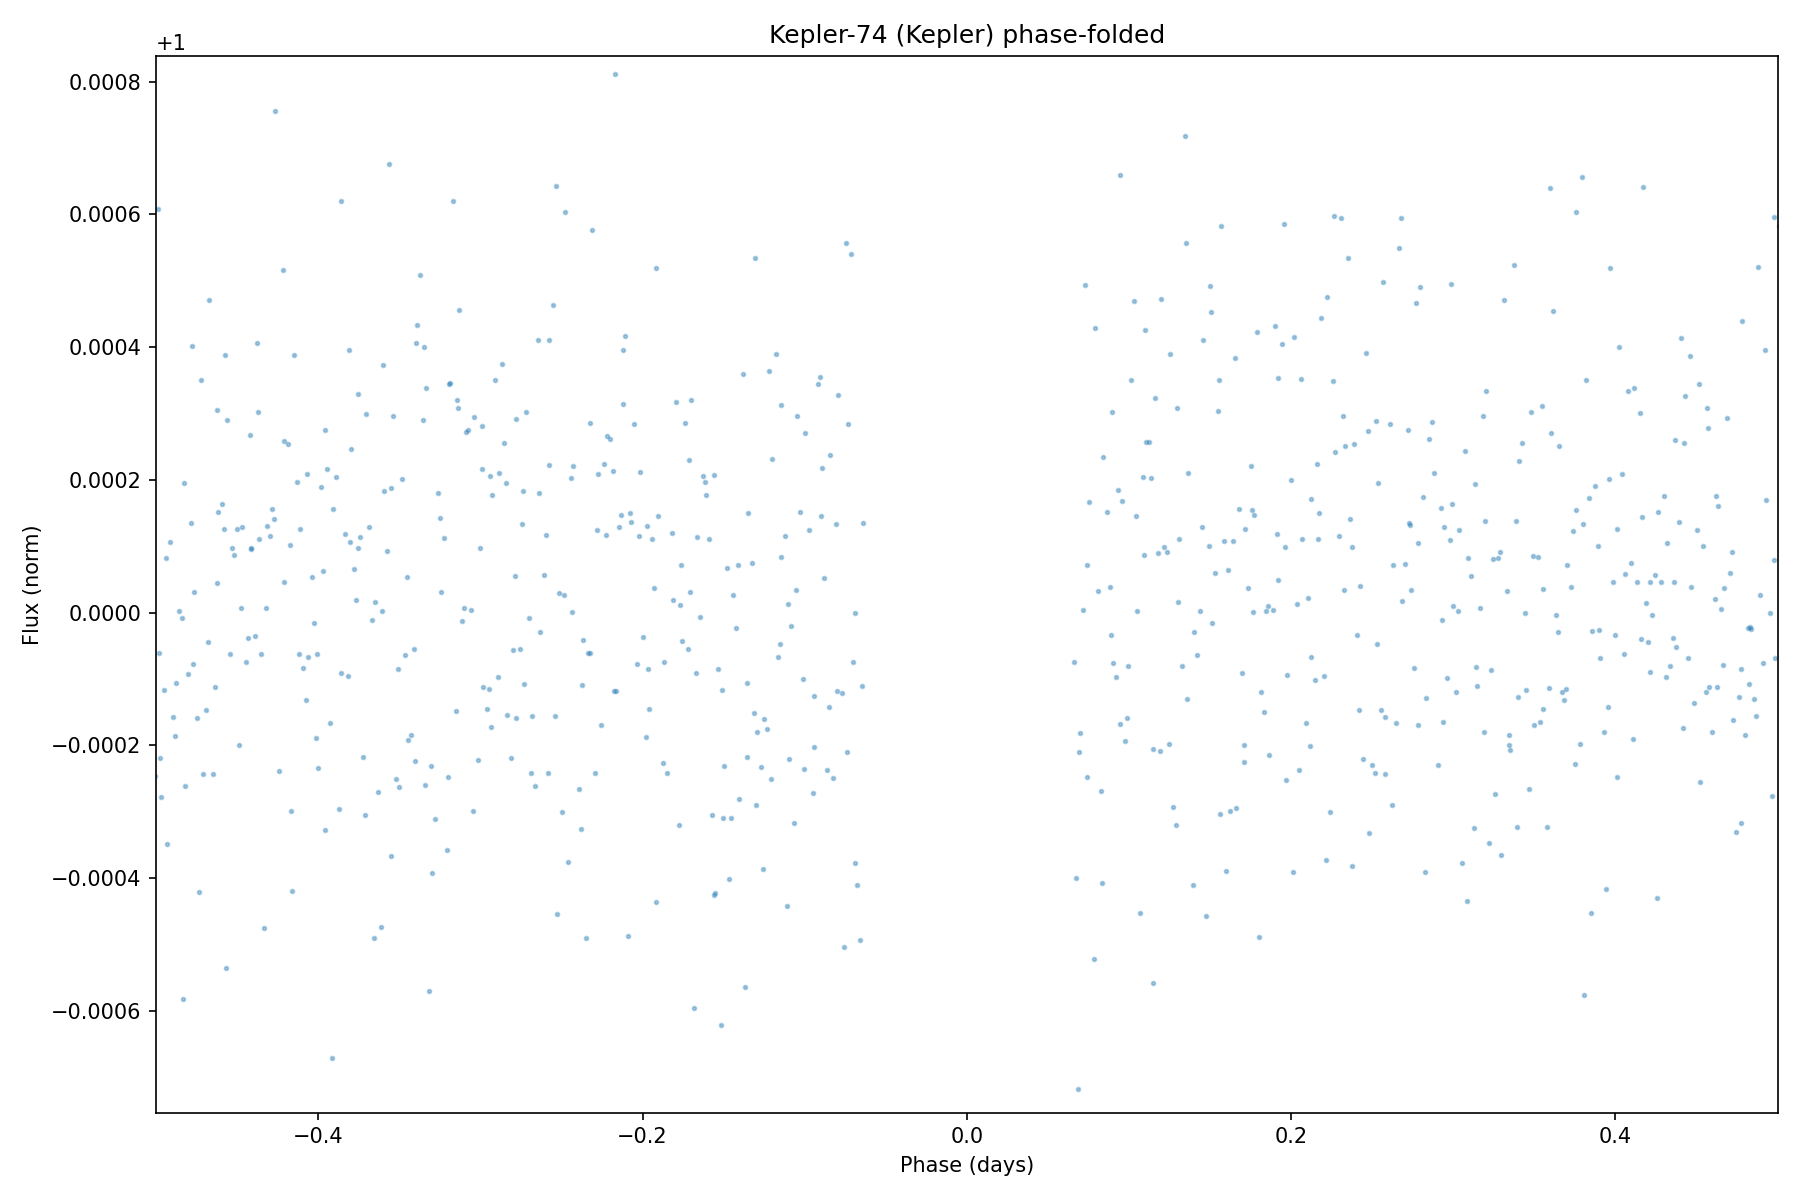 Kepler-74 (Kepler) phase-folded
+1
0.0008
0.0006
0.0004
0.0002
0.0000
−0.0002
−0.0004
−0.0006
Flux (norm)
−0.4 −0.2 0.0 0.2 0.4
Phase (days)